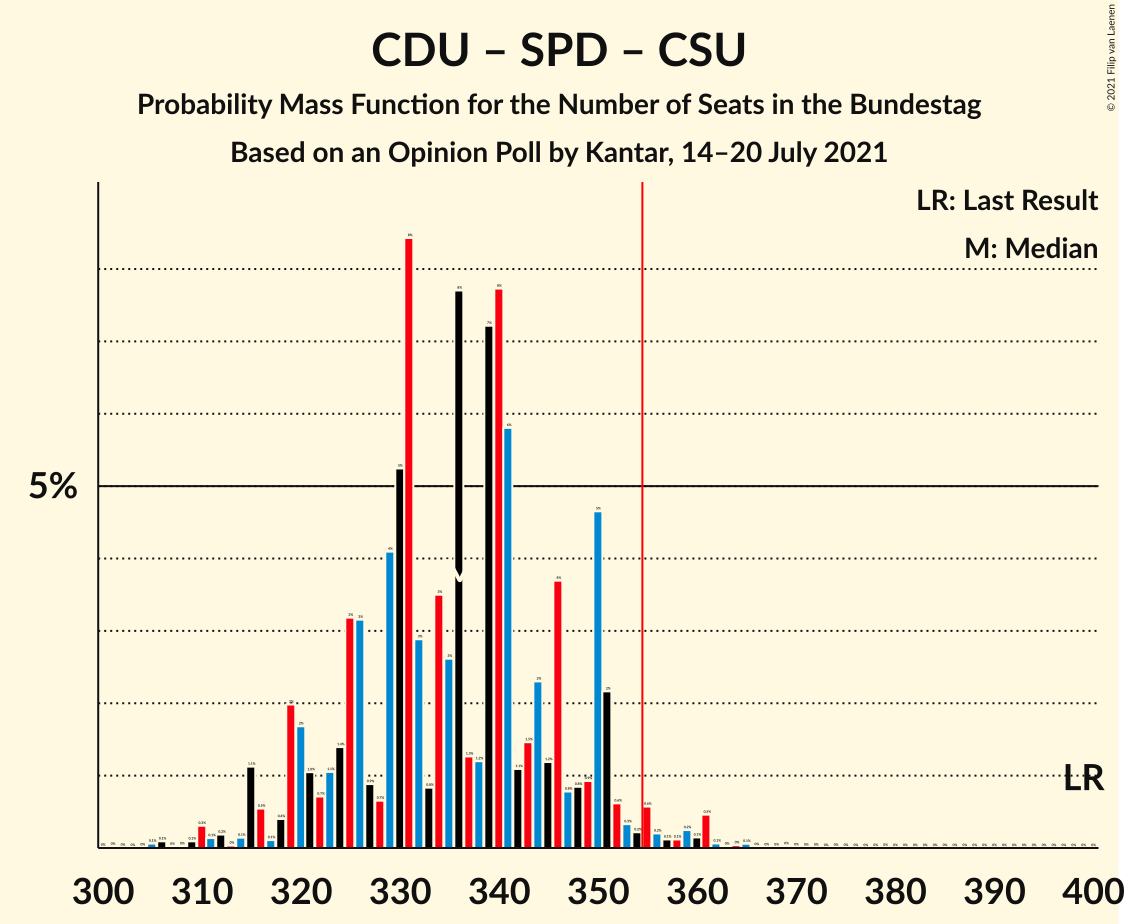 CDU – SPD – CSU
Probability Mass Function for the Number of Seats in the Bundestag
Based on an Opinion Poll by Kantar, 14–20 July 2021
© 2021 Filip van Laenen
LR: Last Result
M: Median
5%
LR
300 310 320 330 340 350 360 370 380 390 400